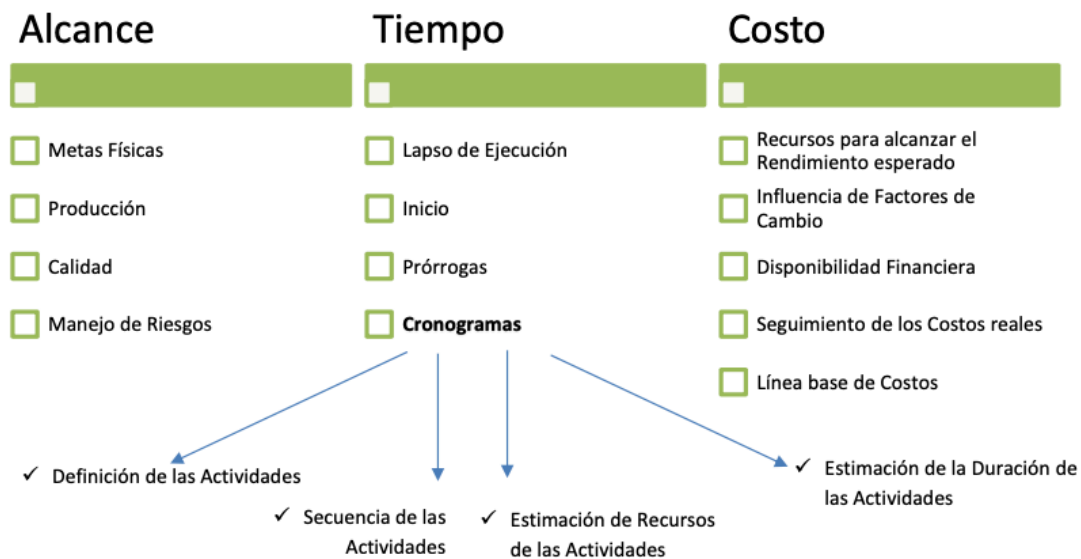 Alcance
Metas Físicas
Producción
Calidad
Manejo de Riesgos
Tiempo
Lapso de Ejecución
Inicio
Prórrogas
Cronogramas
Costo
Recursos para alcanzar el
Rendimiento esperado
Influencia de Factores de
Cambio
Disponibilidad Financiera
Seguimiento de los Costos reales
Línea base de Costos
✓ Definición de las Actividades
✓ Secuencia de las
Actividades
✓ Estimación de Recursos
de las Actividades
✓ Estimación de la Duración de
las Actividades